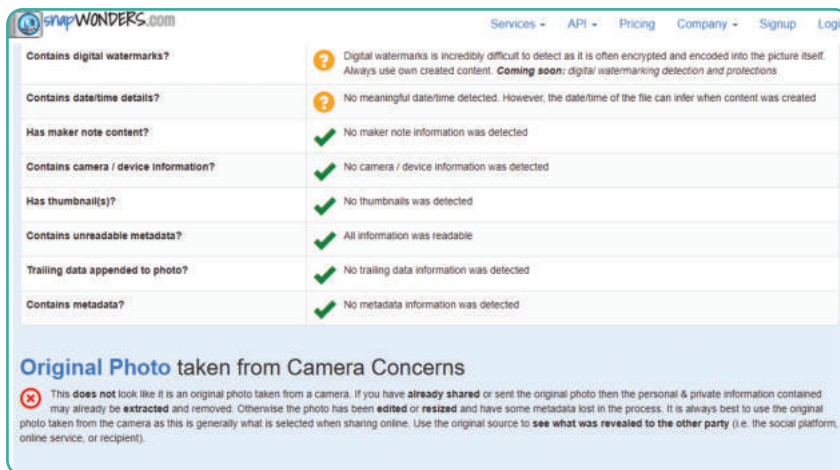 snapWONDERS.com
Services API Pricing Company Signup Logi
Contains digital watermarks?
Digital watermarks is incredibly difficult to detect as it is often encrypted and encoded into the picture itself.
Always use own created content. Coming soon: digital watermarking detection and protections
Contains date/time details?
No meaningful date/time detected. However, the date/time of the file can infer when content was created
Has maker note content?
No maker note information was detected
Contains camera / device information?
No camera / device information was detected
Has thumbnail(s)?
No thumbnails was detected
Contains unreadable metadata?
All information was readable
Trailing data appended to photo?
No trailing data information was detected
Contains metadata?
No metadata information was detected
Original Photo taken from Camera Concerns
This does not look like it is an original photo taken from a camera. If you have already shared or sent the original photo then the personal & private information contained
may already be extracted and removed. Otherwise the photo has been edited or resized and have some metadata lost in the process. It is always best to use the original
photo taken from the camera as this is generally what is selected when sharing online. Use the original source to see what was revealed to the other party (i.e. the social platform,
online service, or recipient).